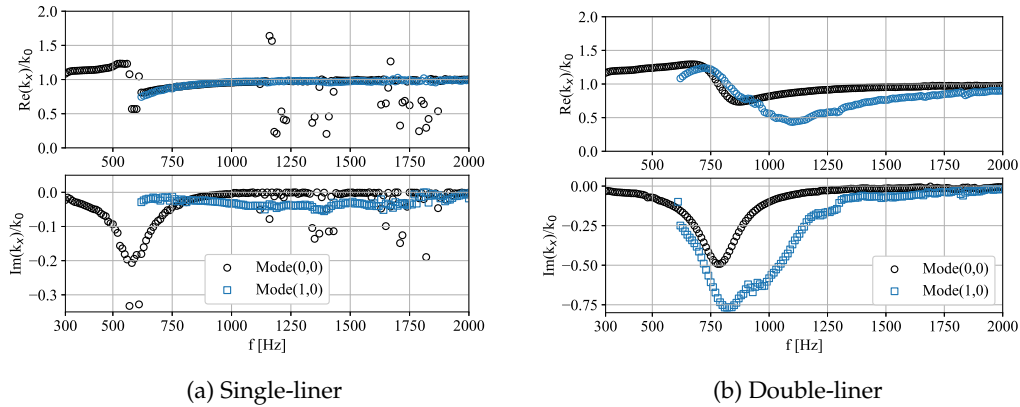 2.0
1.5
1.0
0.5
0.0
Re(kx)/k0
500 750 1000 1250 1500 1750 2000
0.0
−0.1
−0.2
−0.3
Im(kx)/k0
Mode(0,0)
Mode(1,0)
300 500 750 1000 1250 1500 1750 2000
f [Hz]
(a) Single-liner
2.0
1.5
1.0
0.5
0.0
Re(kx)/k0
500 750 1000 1250 1500 1750 2000
0.00
−0.25
−0.50
−0.75
Im(kx)/k0
Mode(0,0)
Mode(1,0)
300 500 750 1000 1250 1500 1750 2000
f [Hz]
(b) Double-liner